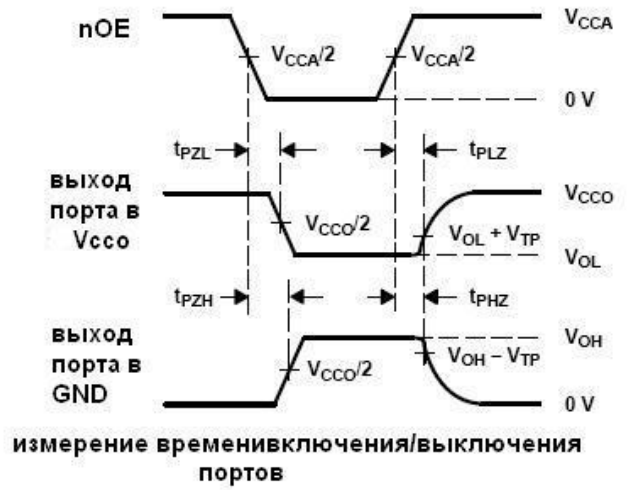 nOE
VCCA/2
VCCA/2
VCCA
0 V
tPZL
tPLZ
выход
порта в
Vcco
VCCO/2
VOL + VTP
VCCO
VOL
tPZH
tPHZ
выход
порта в
GND
VCCO/2
VOH – VTP
VOH
0 V
измерение временивключения/выключения
портов